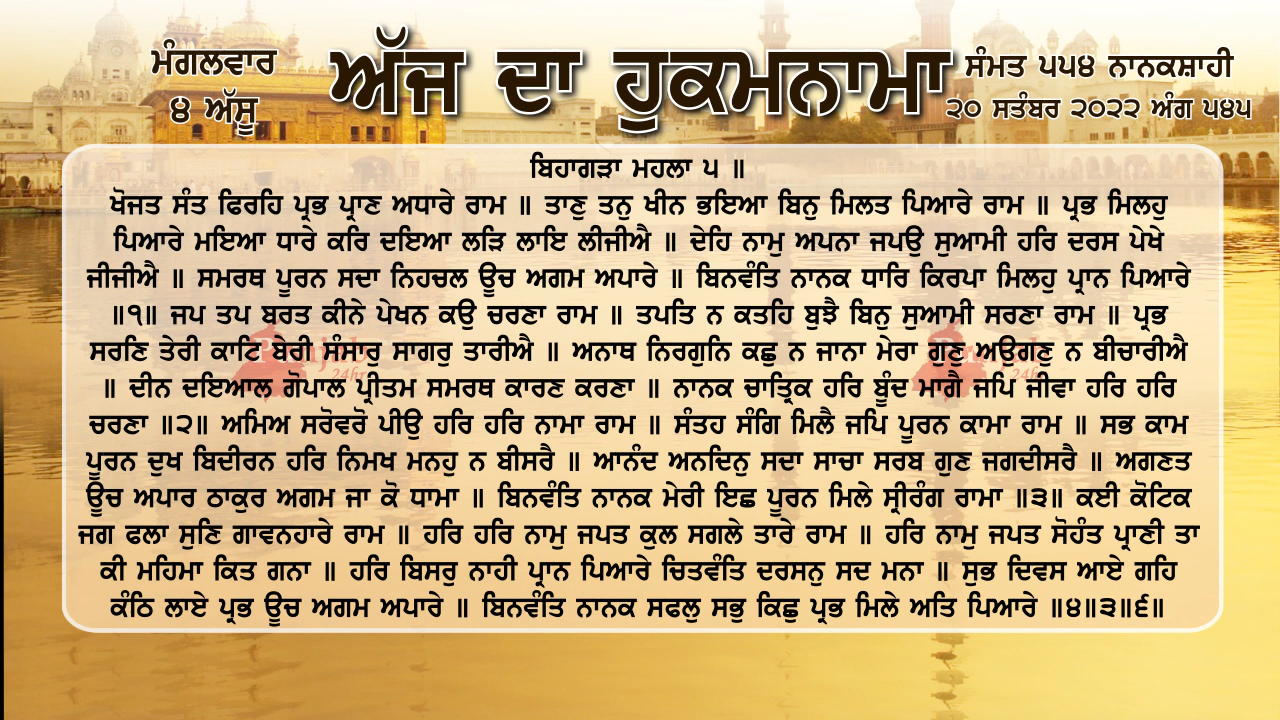 ਮੰਗਲਵਾਰ
੪ ਅੱਸੂ
ਅੱਜ ਦਾ ਹੁਕਮਨਾਮਾ
ਸੰਮਤ ੫੫੪ ਨਾਨਕਸ਼ਾਹੀ
੨੦ ਸਤੰਬਰ ੨੦੨੨ ਅੰਗ ੫੪੫
ਬਿਹਾਗੜਾ ਮਹਲਾ ੫ ॥
ਖੋਜਤ ਸੰਤ ਫਿਰਹਿ ਪ੍ਰਭ ਪ੍ਰਾਣ ਅਧਾਰੇ ਰਾਮ ॥ ਤਾਣੁ ਤਨੁ ਖੀਨ ਭਇਆ ਬਿਨੁ ਮਿਲਤ ਪਿਆਰੇ ਰਾਮ ॥ ਪ੍ਰਭ ਮਿਲਹੁ
ਪਿਆਰੇ ਮਇਆ ਧਾਰੇ ਕਰਿ ਦਇਆ ਲੜਿ ਲਾਇ ਲੀਜੀਐ ॥ ਦੇਹਿ ਨਾਮੁ ਅਪਨਾ ਜਪਉ ਸੁਆਮੀ ਹਰਿ ਦਰਸ ਪੇਖੇ
ਜੀਜੀਐ ॥ ਸਮਰਥ ਪੂਰਨ ਸਦਾ ਨਿਹਚਲ ਊਚ ਅਗਮ ਅਪਾਰੇ ॥ ਬਿਨਵੰਤਿ ਨਾਨਕ ਧਾਰਿ ਕਿਰਪਾ ਮਿਲਹੁ ਪ੍ਰਾਨ ਪਿਆਰੇ
॥੧॥ ਜਪ ਤਪ ਬਰਤ ਕੀਨੇ ਪੇਖਨ ਕਉ ਚਰਣਾ ਰਾਮ ॥ ਤਪਤਿ ਨ ਕਤਹਿ ਬੁਝੈ ਬਿਨੁ ਸੁਆਮੀ ਸਰਣਾ ਰਾਮ ॥ ਪ੍ਰਭ
ਸਰਣਿ ਤੇਰੀ ਕਾਟਿ ਬੇਰੀ ਸੰਸਾਰੁ ਸਾਗਰੁ ਤਾਰੀਐ ॥ ਅਨਾਥ ਨਿਰਗੁਨਿ ਕਛੁ ਨ ਜਾਨਾ ਮੇਰਾ ਗੁਣੁ ਅਉਗਣੁ ਨ ਬੀਚਾਰੀਐ
॥ ਦੀਨ ਦਇਆਲ ਗੋਪਾਲ ਪ੍ਰੀਤਮ ਸਮਰਥ ਕਾਰਣ ਕਰਣਾ ॥ ਨਾਨਕ ਚਾਤ੍ਰਿਕ ਹਰਿ ਬੂੰਦ ਮਾਗੈ ਜਪਿ ਜੀਵਾ ਹਰਿ ਹਰਿ
ਚਰਣਾ ॥੨॥ ਅਮਿਅ ਸਰੋਵਰੋ ਪੀਉ ਹਰਿ ਹਰਿ ਨਾਮਾ ਰਾਮ ॥ ਸੰਤਹ ਸੰਗਿ ਮਿਲੈ ਜਪਿ ਪੂਰਨ ਕਾਮਾ ਰਾਮ ॥ ਸਭ ਕਾਮ
ਪੂਰਨ ਦੁਖ ਬਿਦੀਰਨ ਹਰਿ ਨਿਮਖ ਮਨਹੁ ਨ ਬੀਸਰੈ ॥ ਆਨੰਦ ਅਨਦਿਨੁ ਸਦਾ ਸਾਚਾ ਸਰਬ ਗੁਣ ਜਗਦੀਸਰੈ ॥ ਅਗਣਤ
ਊਚ ਅਪਾਰ ਠਾਕੁਰ ਅਗਮ ਜਾ ਕੋ ਧਾਮਾ ॥ ਬਿਨਵੰਤਿ ਨਾਨਕ ਮੇਰੀ ਇਛ ਪੂਰਨ ਮਿਲੇ ਸ੍ਰੀਰੰਗ ਰਾਮਾ ॥੩॥ ਕਈ ਕੋਟਿਕ
ਜਗ ਫਲਾ ਸੁਣਿ ਗਾਵਨਹਾਰੇ ਰਾਮ ॥ ਹਰਿ ਹਰਿ ਨਾਮੁ ਜਪਤ ਕੁਲ ਸਗਲੇ ਤਾਰੇ ਰਾਮ ॥ ਹਰਿ ਨਾਮੁ ਜਪਤ ਸੋਹੰਤ ਪ੍ਰਾਣੀ ਤਾ
ਕੀ ਮਹਿਮਾ ਕਿਤ ਗਨਾ ॥ ਹਰਿ ਬਿਸਰੁ ਨਾਹੀ ਪ੍ਰਾਨ ਪਿਆਰੇ ਚਿਤਵੰਤਿ ਦਰਸਨੁ ਸਦ ਮਨਾ ॥ ਸੁਭ ਦਿਵਸ ਆਏ ਗਹਿ
ਕੰਠਿ ਲਾਏ ਪ੍ਰਭ ਊਚ ਅਗਮ ਅਪਾਰੇ ॥ ਬਿਨਵੰਤਿ ਨਾਨਕ ਸਫਲੁ ਸਭੁ ਕਿਛੁ ਪ੍ਰਭ ਮਿਲੇ ਅਤਿ ਪਿਆਰੇ ॥੪॥੩॥੬॥